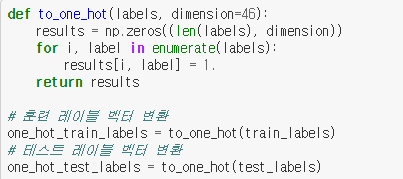 def to_one_hot(labels, dimension=46):
    results = np.zeros((len(labels), dimension))
    for i, label in enumerate(labels):
        results[i, label] = 1.
    return results
# 훈련 레이블 벡터 변환
one_hot_train_labels = to_one_hot(train_labels)
# 테스트 레이블 벡터 변환
one_hot_test_labels = to_one_hot(test_labels)